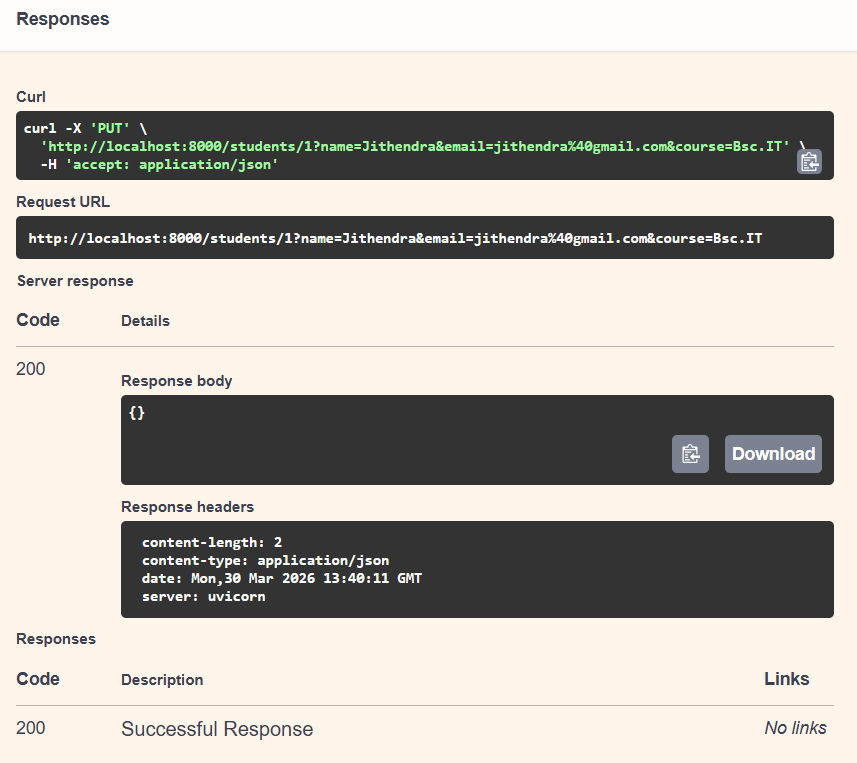 Responses
Curl
curl -X 'PUT' \
'http://localhost:8000/students/1?name=Jithendra&email=jithendra%40gmail.com&course=Bsc.IT' \
-H 'accept: application/json'
Request URL
http://localhost:8000/students/1?name=Jithendra&email=jithendra%40gmail.com&course=Bsc.IT
Server response
Code Details
200
Response body
{}
Download
Response headers
content-length: 2
content-type: application/json
date: Mon,30 Mar 2026 13:40:11 GMT
server: uvicorn
Responses
Code Description Links
200 Successful Response No links